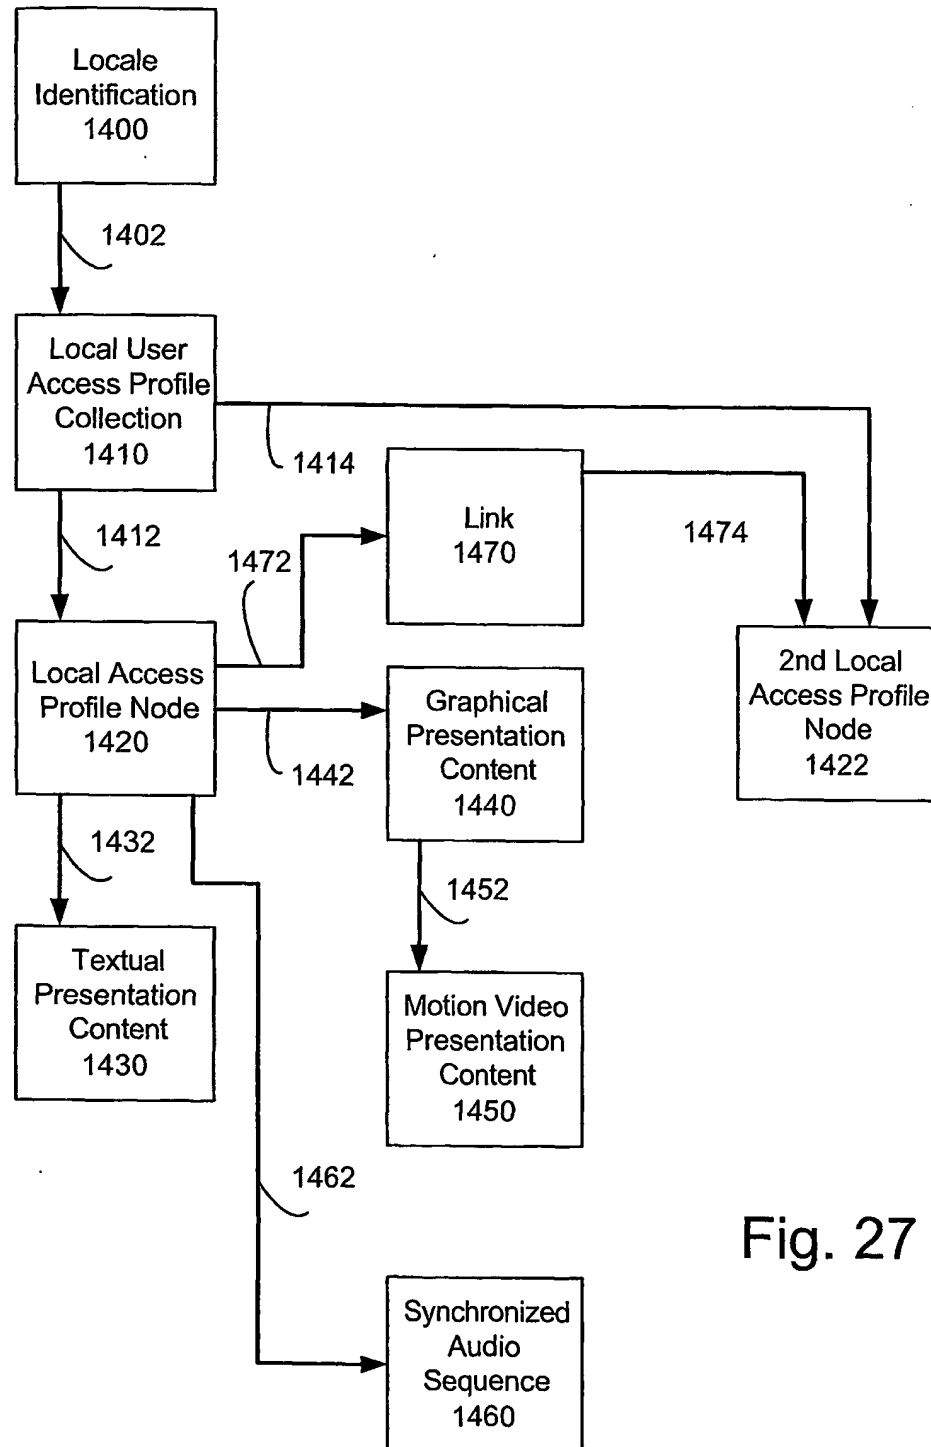 Locale
Identification
1400
1402
Local User
Access Profile
Collection
1410
1414
1412
Link
1470
1474
1472
Local Access
Profile Node
1420
2nd Local
Access Profile
Node
1422
Graphical
Presentation
Content
1440
1442
1432
1452
Textual
Presentation
Content
1430
Motion Video
Presentation
Content
1450
1462
Fig. 27
Synchronized
Audio
Sequence
1460